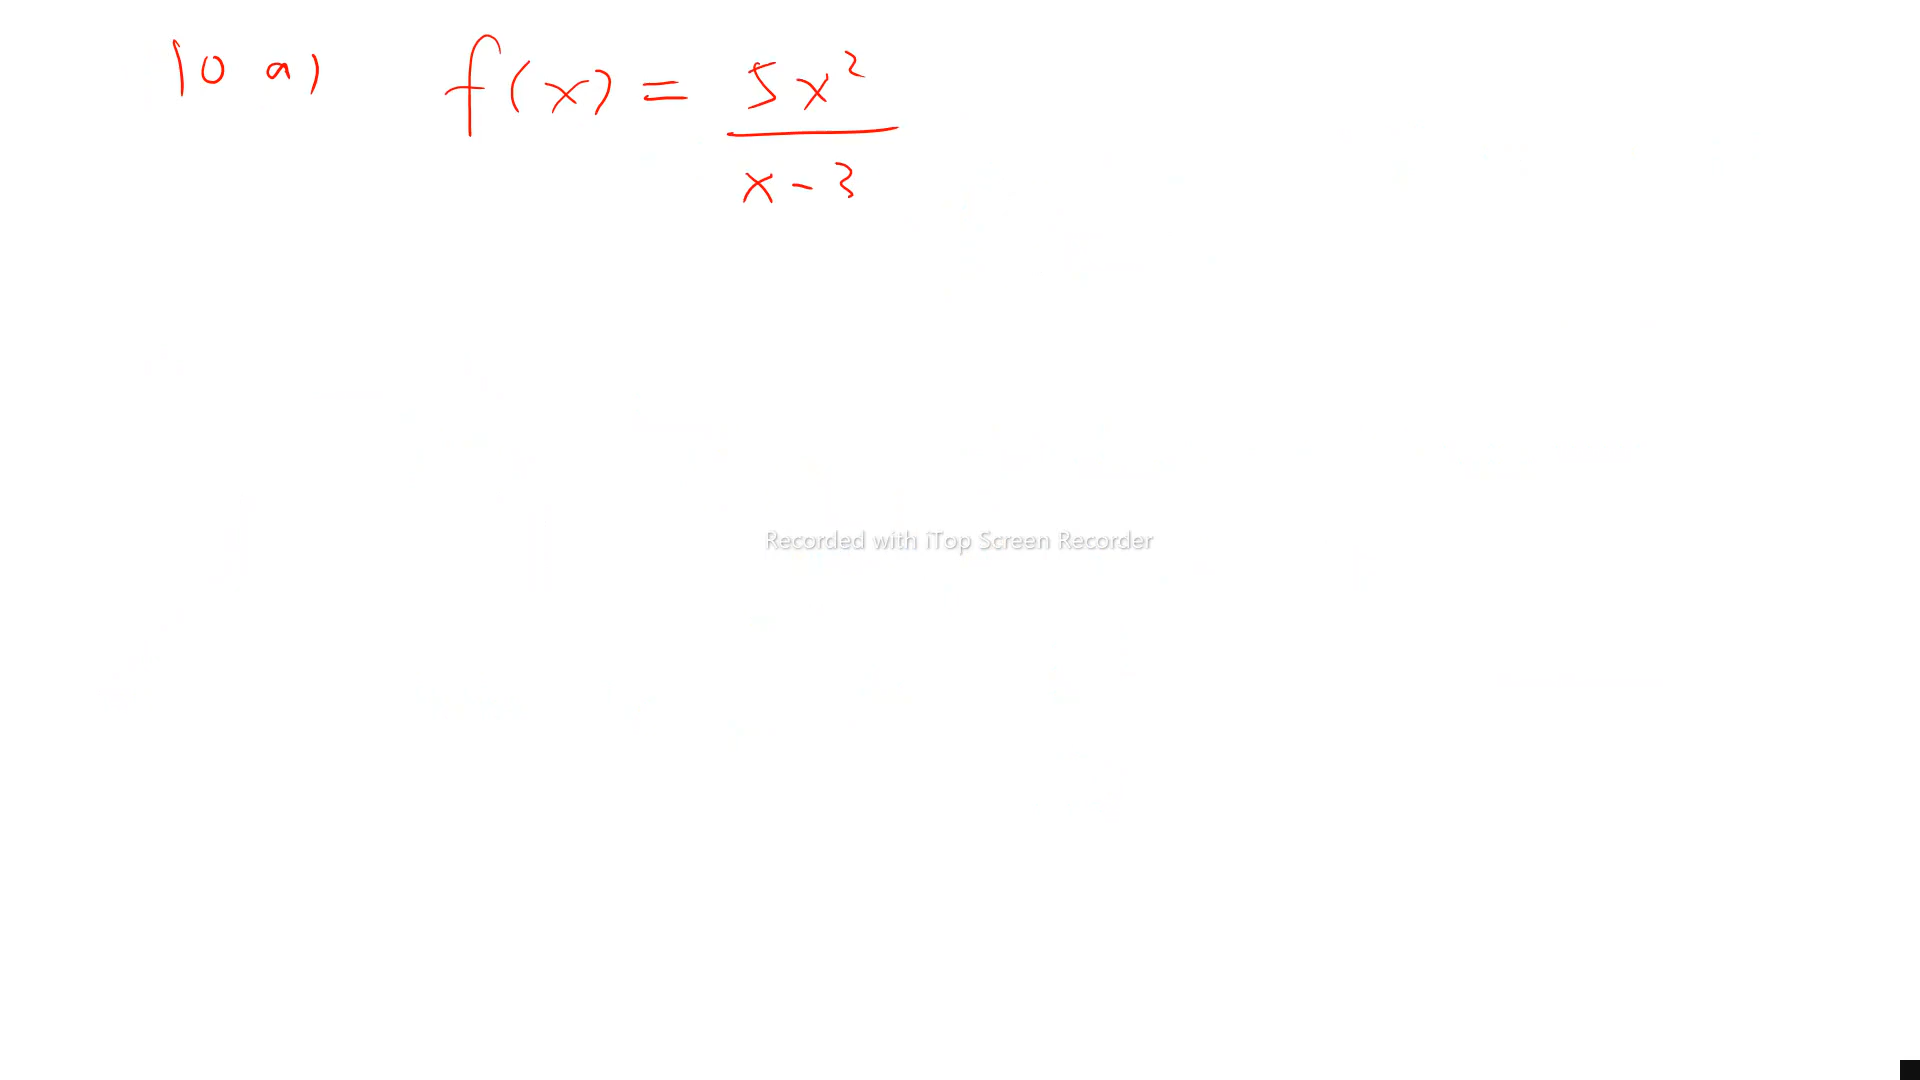 10 a) f(x) = 5x²
x - 3
Recorded with iTop Screen Recorder